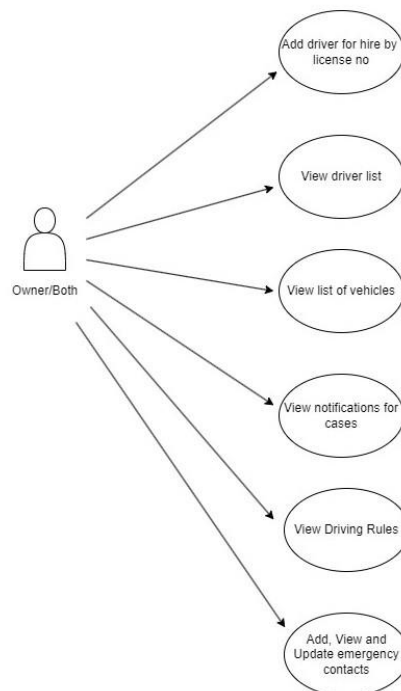 Add driver for hire by
license no
View driver list
Owner/Both
View list of vehicles
View notifications for
cases
View Driving Rules
Add, View and
Update emergency
contacts